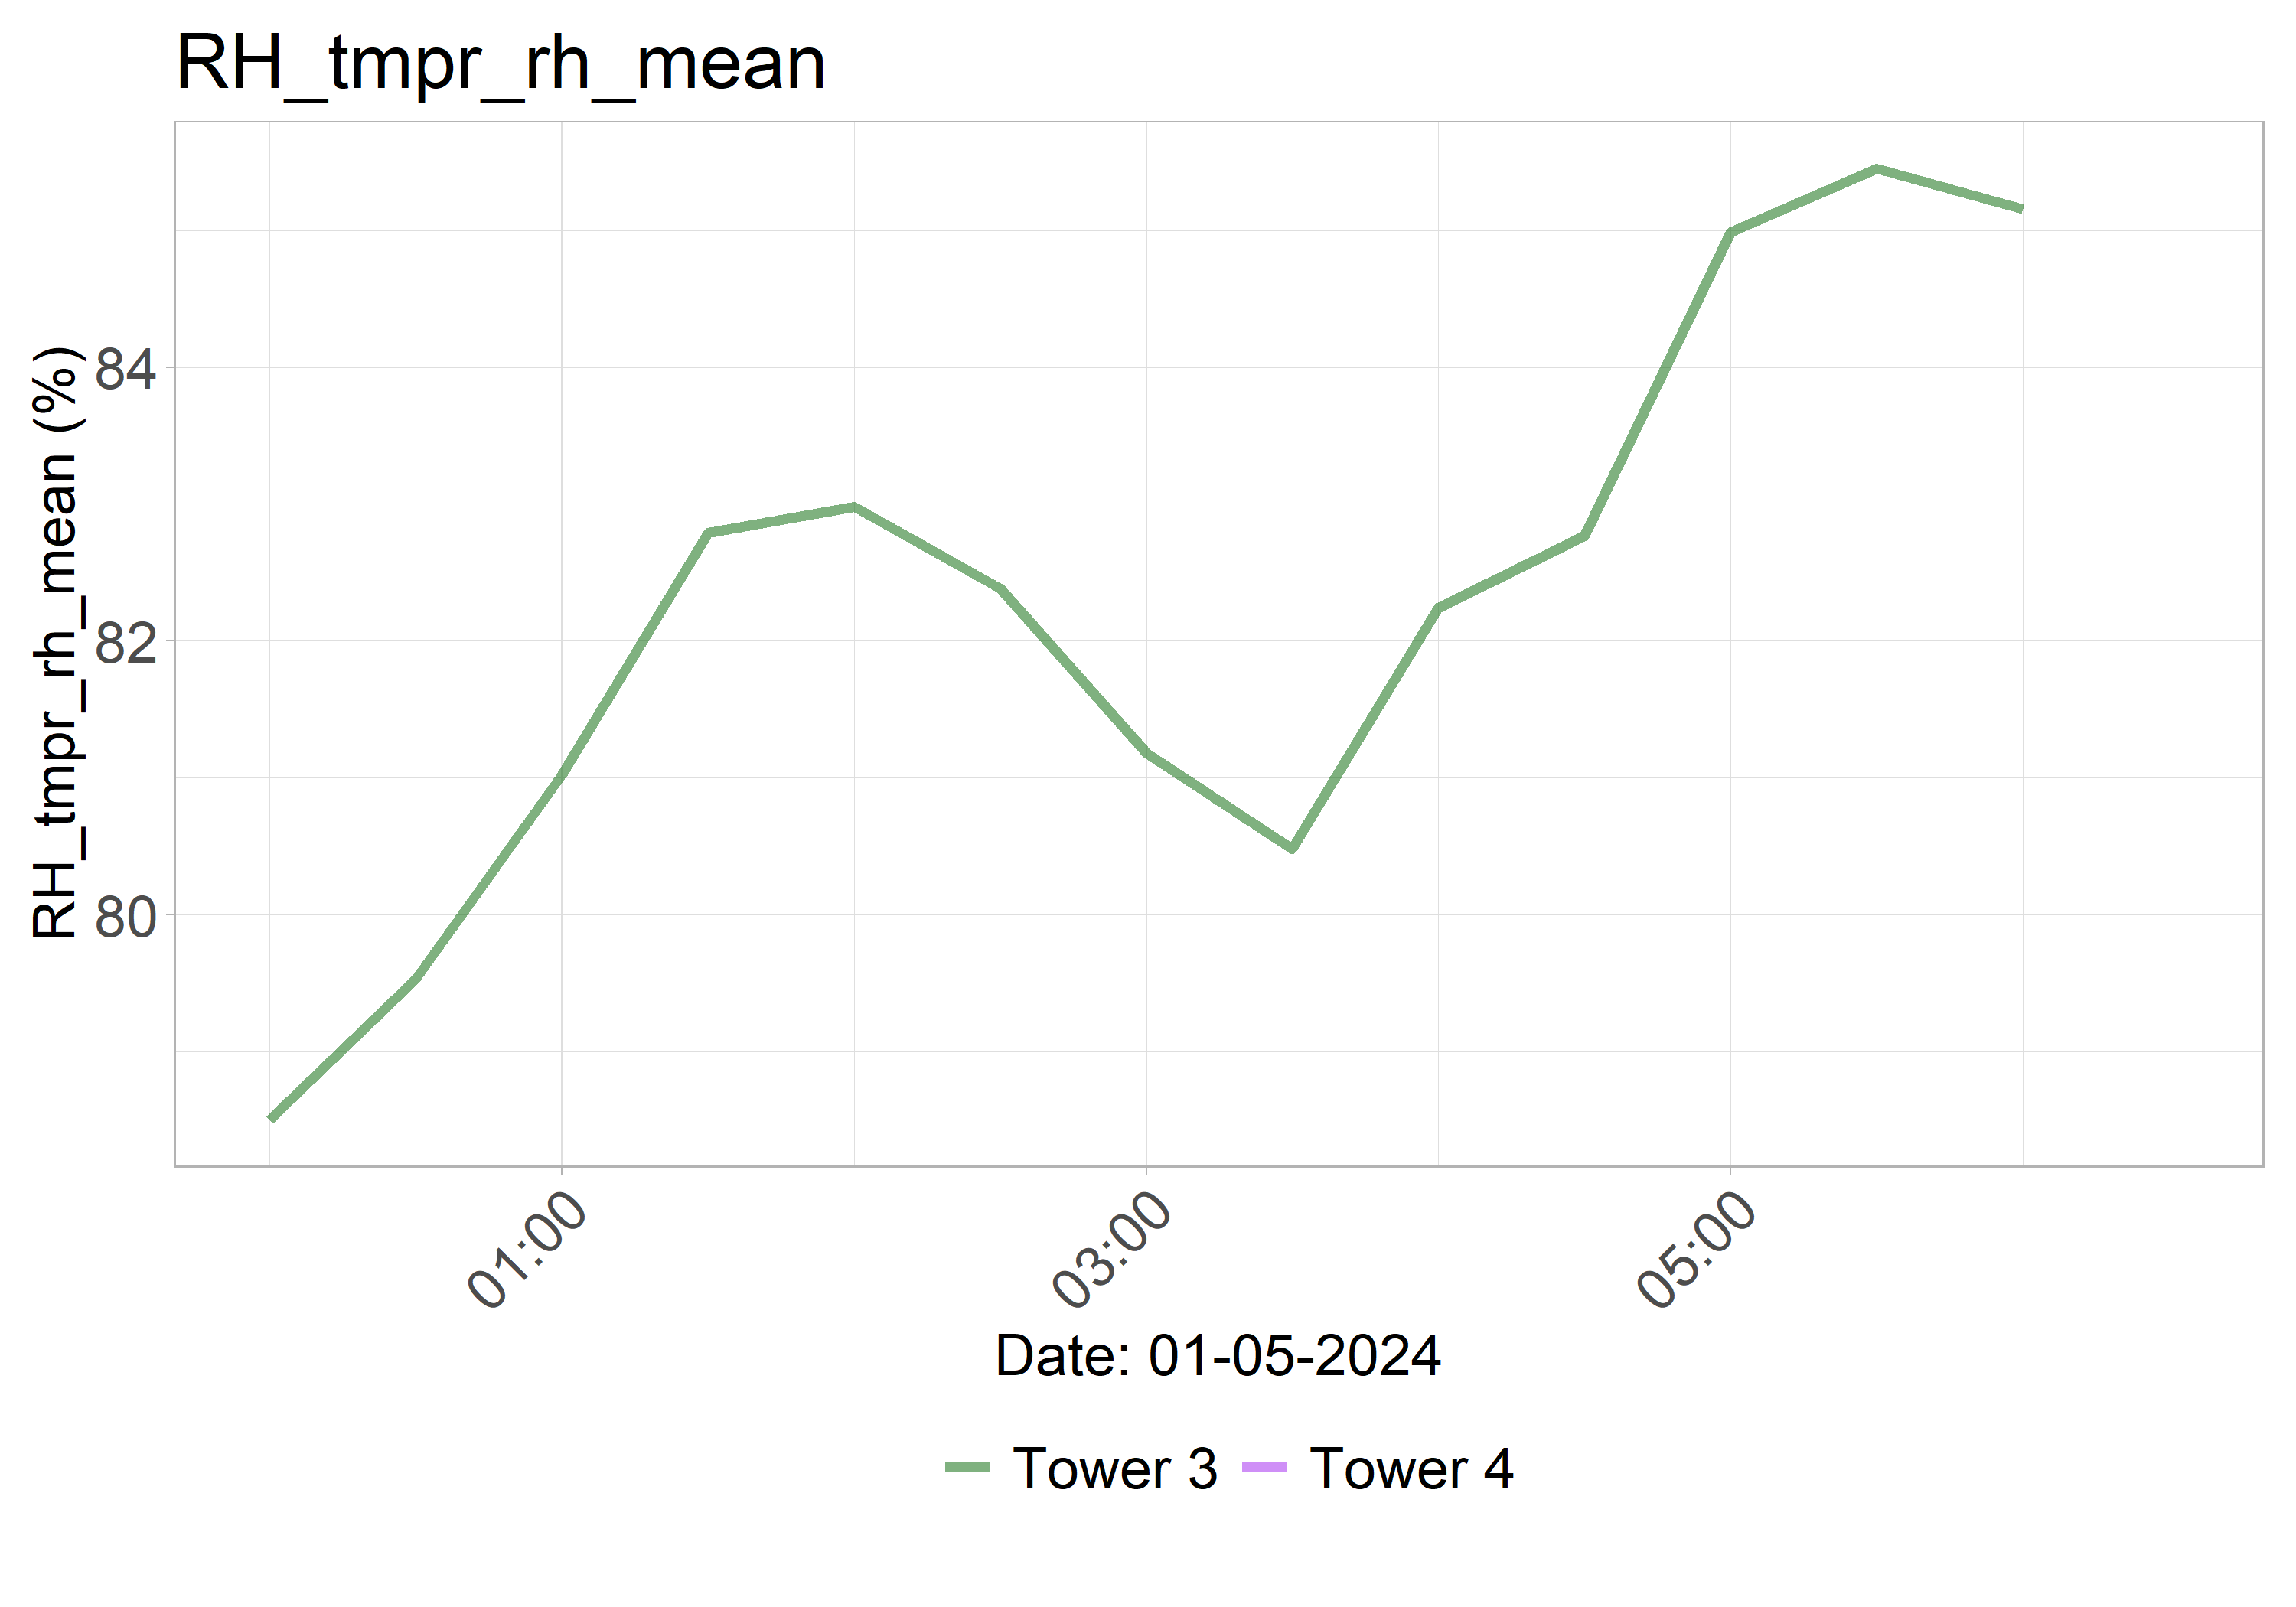 RH_tmpr_rh_mean
RH_tmpr_rh_mean (%)
84
82
80
01:00
03:00
05:00
Date: 01-05-2024
Tower 3
Tower 4